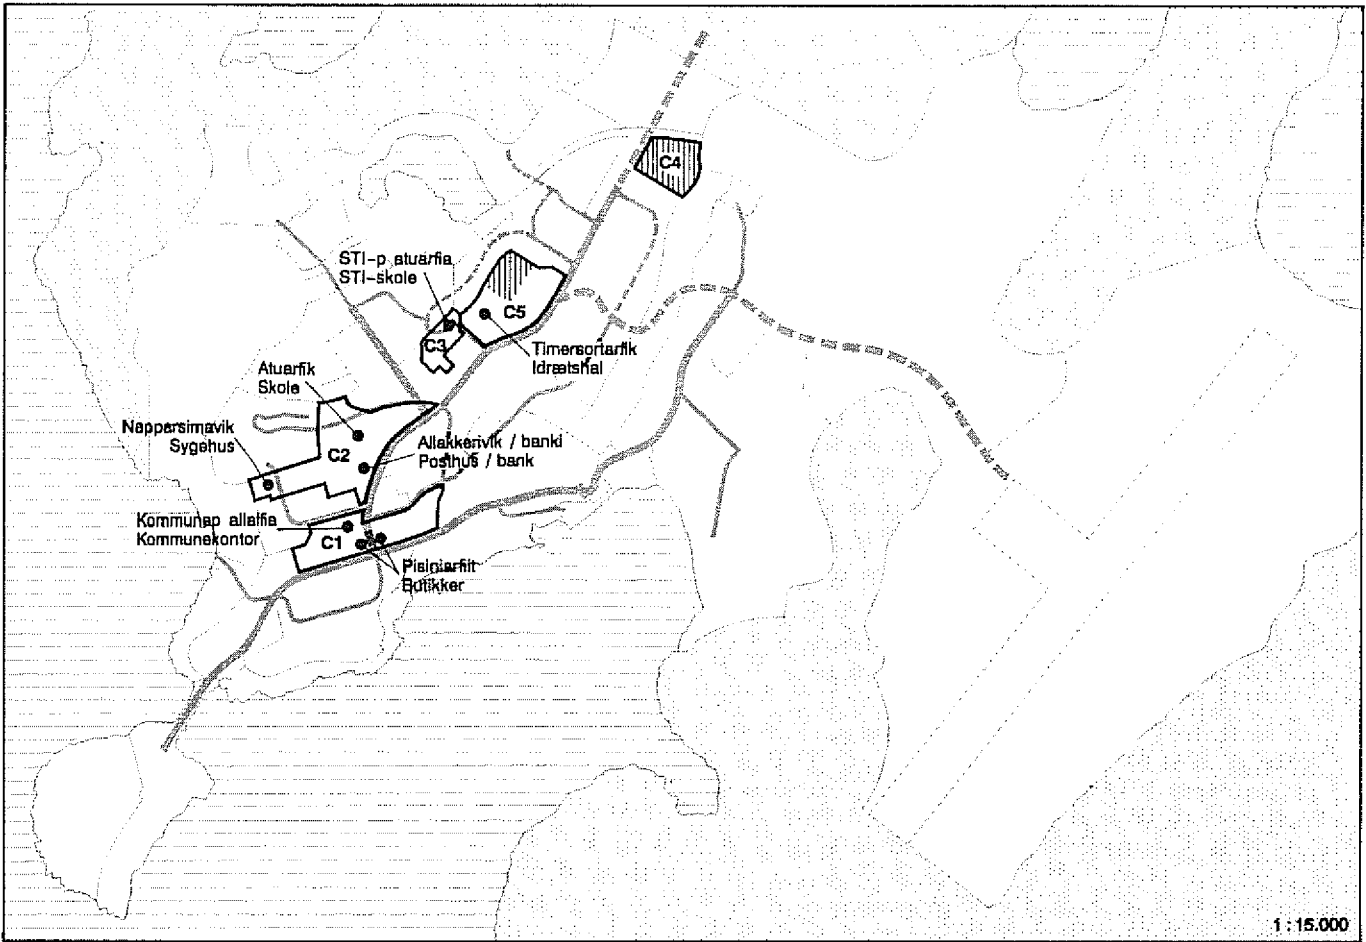 C4
STI-p atuarfia
STI-skole
C5
C3
Timersortarfik
Idrætshal
Atuarfik
Skole
Napparsimavik
Sygehus
Allakkerivik / banki
Posthus / bank
C2
Kommunep allaffia
Kommunekontor
C1
Pisiniarfiit
Butikker
1 : 15.000